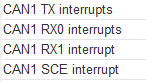 CAN1 TX interrupts
CAN1 RX0 interrupts
CAN1 RX1 interrupt
CAN1 SCE interrupt